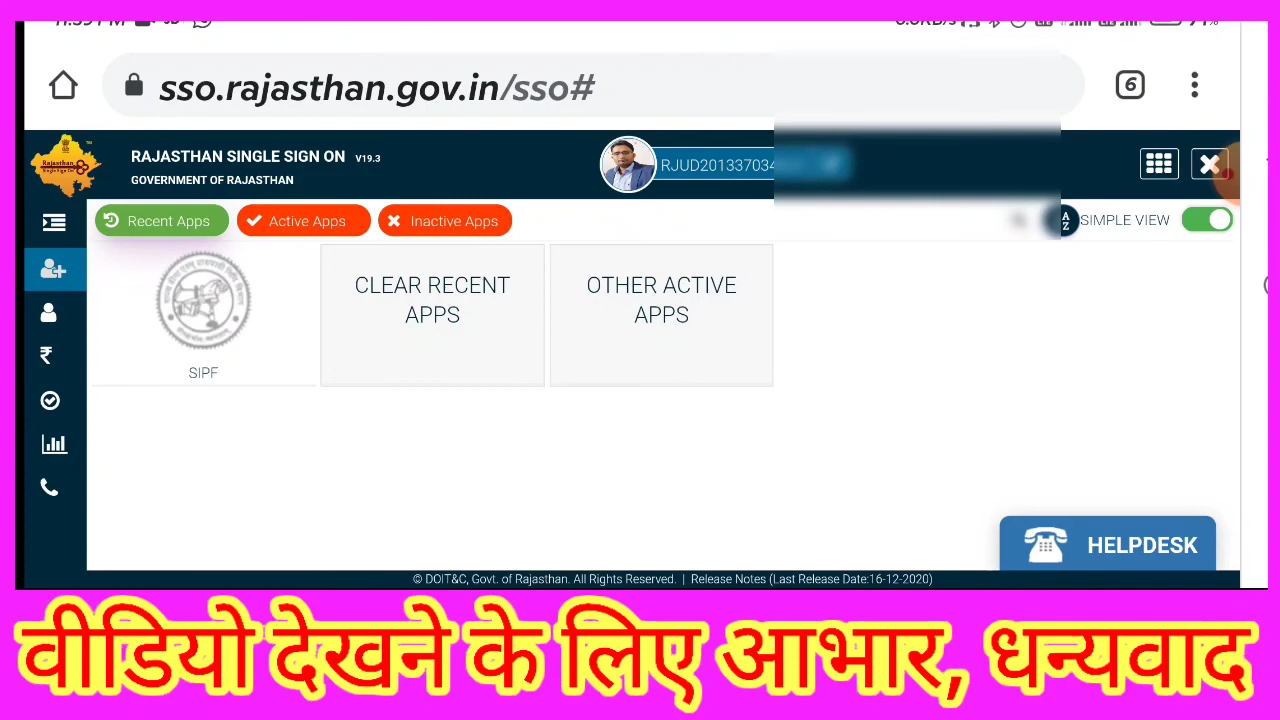 6
sso.rajasthan.gov.in/sso#
RAJASTHAN SINGLE SIGN ON V19.3
GOVERNMENT OF RAJASTHAN
RJUD201337034
Recent Apps
Active Apps
Inactive Apps
SIMPLE VIEW
SIPF
CLEAR RECENT
APPS
OTHER ACTIVE
APPS
HELPDESK
© DOIT&C, Govt. of Rajasthan. All Rights Reserved. | Release Notes (Last Release Date:16-12-2020)
वीडियो देखने के लिए आभार, धन्यवाद